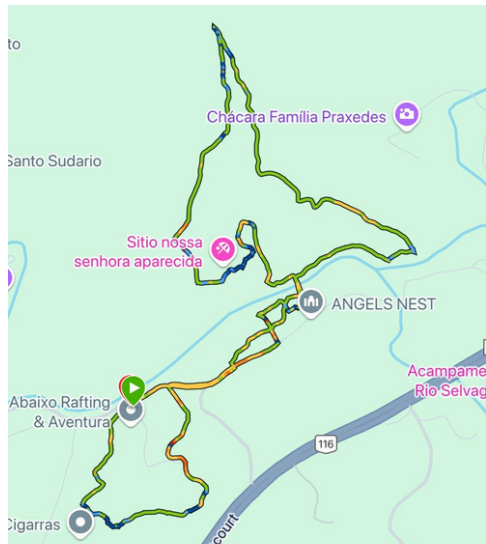 to
Chácara Família Praxedes
Santo Sudario
Sitio nossa
senhora aparecida
ANGELS NEST
Acampame
Rio Selvag
Abaixo Rafting
& Aventura
116
Cigarras
court